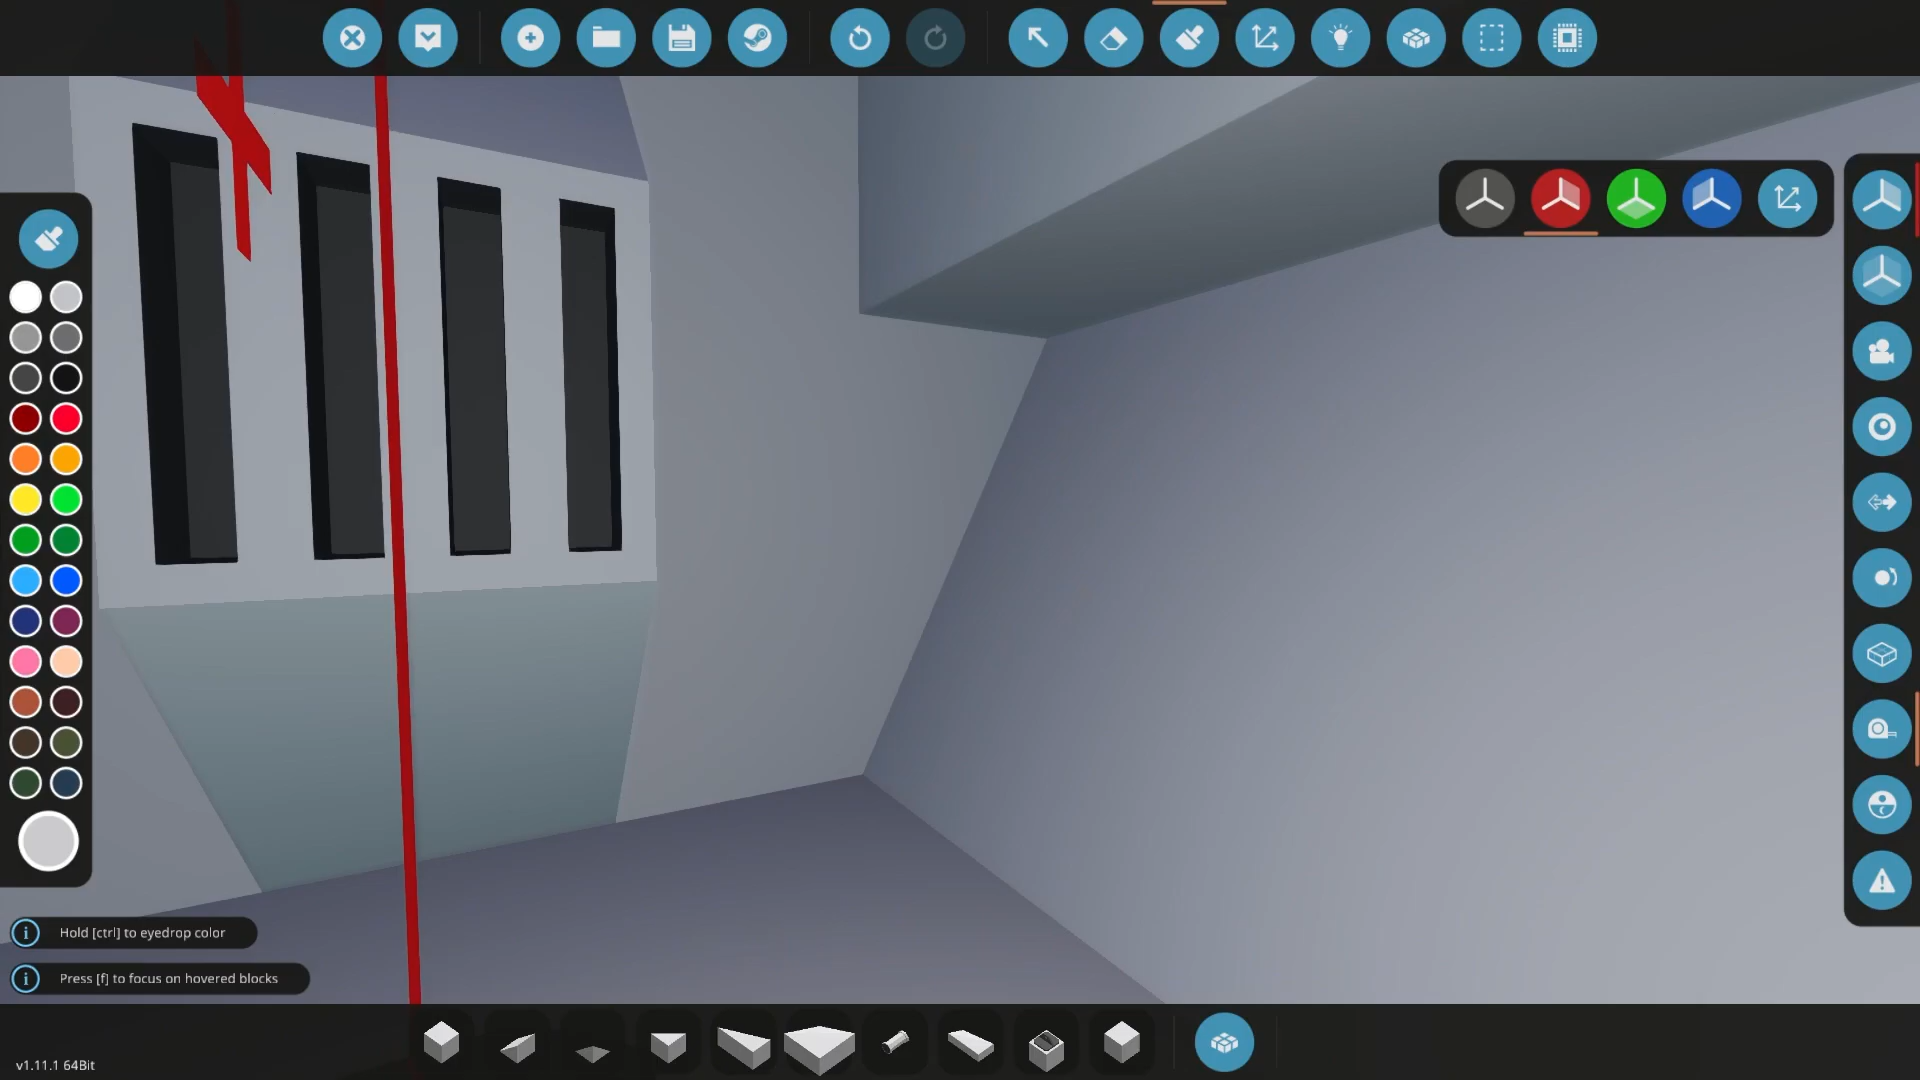 Hold [ctrl] to eyedrop color
Press [f] to focus on hovered blocks
v1.11.1 64Bit